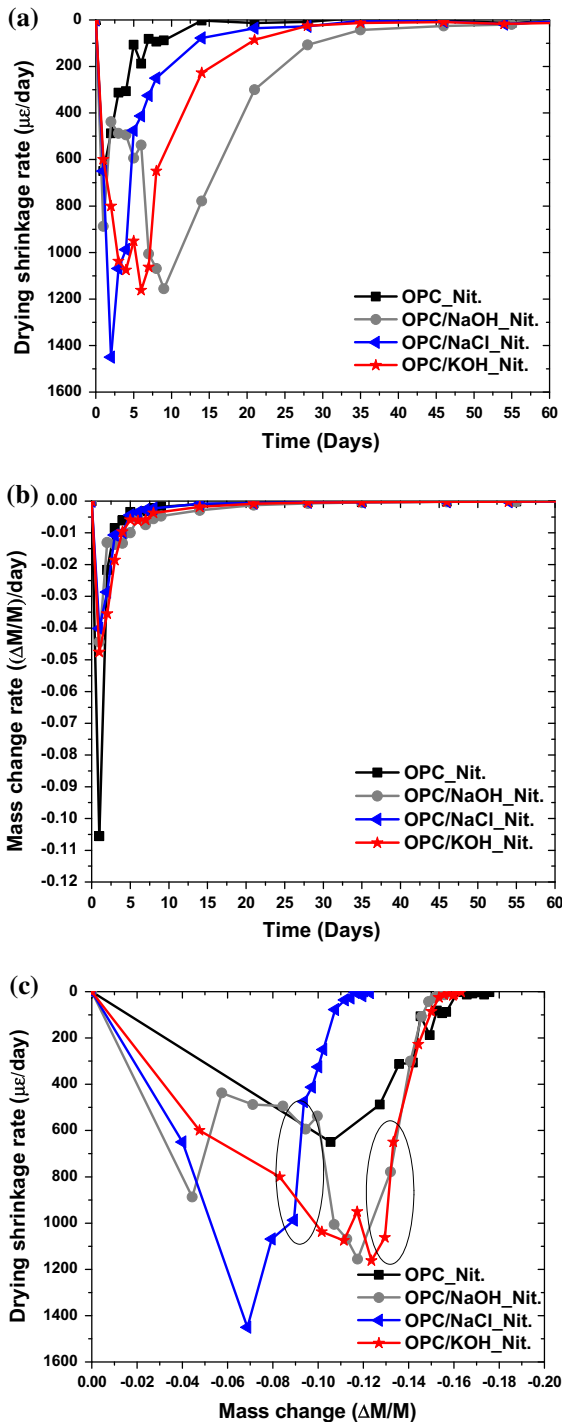 (a)
0
200
400
600
800
1000
1200
1400
1600
Drying shrinkage rate (με/day)
OPC_Nit.
OPC/NaOH_Nit.
OPC/NaCl_Nit.
OPC/KOH_Nit.
0 5 10 15 20 25 30 35 40 45 50 55 60
Time (Days)
(b)
0.00
-0.01
-0.02
-0.03
-0.04
-0.05
-0.06
-0.07
-0.08
-0.09
-0.10
-0.11
-0.12
Mass change rate ((ΔM/M)/day)
OPC_Nit.
OPC/NaOH_Nit.
OPC/NaCl_Nit.
OPC/KOH_Nit.
0 5 10 15 20 25 30 35 40 45 50 55 60
Time (Days)
(c)
0
200
400
600
800
1000
1200
1400
1600
Drying shrinkage rate (με/day)
OPC_Nit.
OPC/NaOH_Nit.
OPC/NaCl_Nit.
OPC/KOH_Nit.
0.00 -0.02 -0.04 -0.06 -0.08 -0.10 -0.12 -0.14 -0.16 -0.18 -0.20
Mass change (ΔM/M)